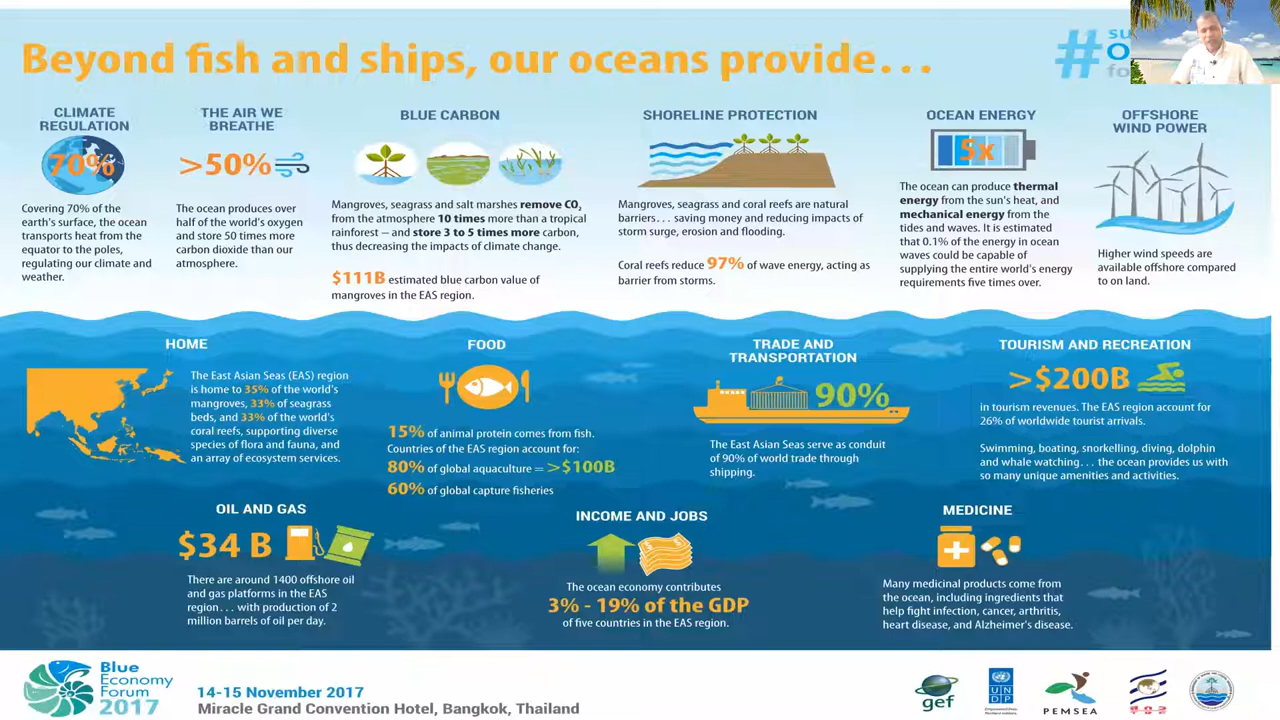 Beyond fish and ships, our oceans provide...
#
CLIMATE
REGULATION
70%
Covering 70% of the
earth's surface, the ocean
transports heat from the
equator to the poles,
regulating our climate and
weather.
THE AIR WE
BREATHE
>50%
The ocean produces over
half of the world's oxygen
and store 50 times more
carbon dioxide than our
atmosphere.
BLUE CARBON
Mangroves, seagrass and salt marshes remove CO,
from the atmosphere 10 times more than a tropical
rainforest — and store 3 to 5 times more carbon,
thus decreasing the impacts of climate change.
$111B estimated blue carbon value of
mangroves in the EAS region.
SHORELINE PROTECTION
Mangroves, seagrass and coral reefs are natural
barriers... saving money and reducing impacts of
storm surge, erosion and flooding.
Coral reefs reduce 97% of wave energy, acting as
barrier from storms.
OCEAN ENERGY
5x
The ocean can produce thermal
energy from the sun's heat, and
mechanical energy from the
tides and waves. It is estimated
that 0.1% of the energy in ocean
waves could be capable of
supplying the entire world's energy
requirements five times over.
OFFSHORE
WIND POWER
Higher wind speeds are
available offshore compared
to on land.
HOME
The East Asian Seas (EAS) region
is home to 35% of the world's
mangroves, 33% of seagrass
beds, and 33% of the world's
coral reefs, supporting diverse
species of flora and fauna, and
an array of ecosystem services.
FOOD
15% of animal protein comes from fish.
Countries of the EAS region account for:
80% of global aquaculture = >$100B
60% of global capture fisheries
TRADE AND
TRANSPORTATION
90%
The East Asian Seas serve as conduit
of 90% of world trade through
shipping.
TOURISM AND RECREATION
>$200B
in tourism revenues. The EAS region account for
26% of worldwide tourist arrivals.
Swimming, boating, snorkelling, diving, dolphin
and whale watching... the ocean provides us with
so many unique amenities and activities.
OIL AND GAS
$34 B
There are around 1400 offshore oil
and gas platforms in the EAS
region... with production of 2
million barrels of oil per day.
INCOME AND JOBS
The ocean economy contributes
3% - 19% of the GDP
of five countries in the EAS region.
MEDICINE
Many medicinal products come from
the ocean, including ingredients that
help fight infection, cancer, arthritis,
heart disease, and Alzheimer's disease.
Blue
Economy
Forum
2017
14-15 November 2017
Miracle Grand Convention Hotel, Bangkok, Thailand
gef
U N
D P
PEMSEA